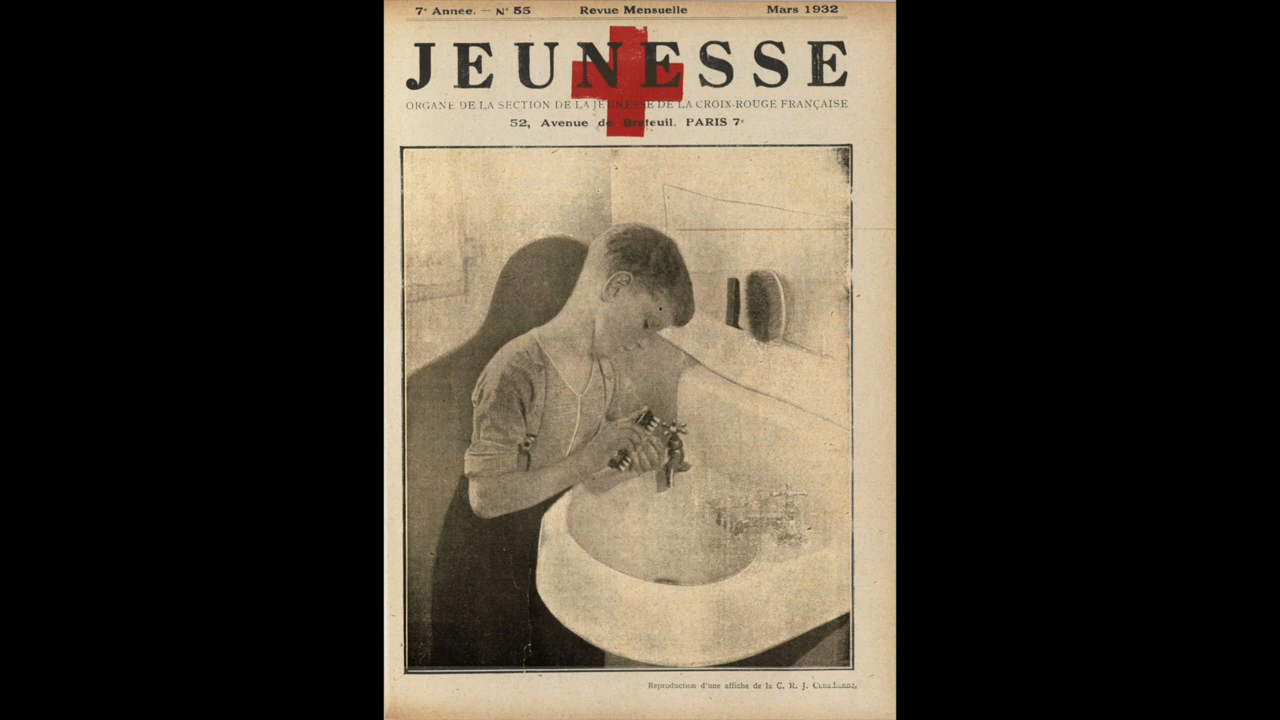 7e Année. — N° 55 Revue Mensuelle Mars 1932
JEUNESSE
ORGANE DE LA SECTION DE LA JEUNESSE DE LA CROIX-ROUGE FRANÇAISE
52, Avenue de Breteuil. PARIS 7e
Reproduction d'une affiche de la C. R. J.